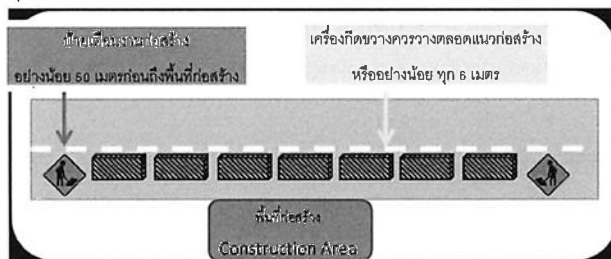 ป้ายเตือนงานก่อสร้าง
อย่างน้อย 50 เมตรก่อนถึงพื้นที่ก่อสร้าง
เครื่องกีดขวางควรวางตลอดแนวก่อสร้าง
หรืออย่างน้อย ทุก 6 เมตร
พื้นที่ก่อสร้าง
Construction Area